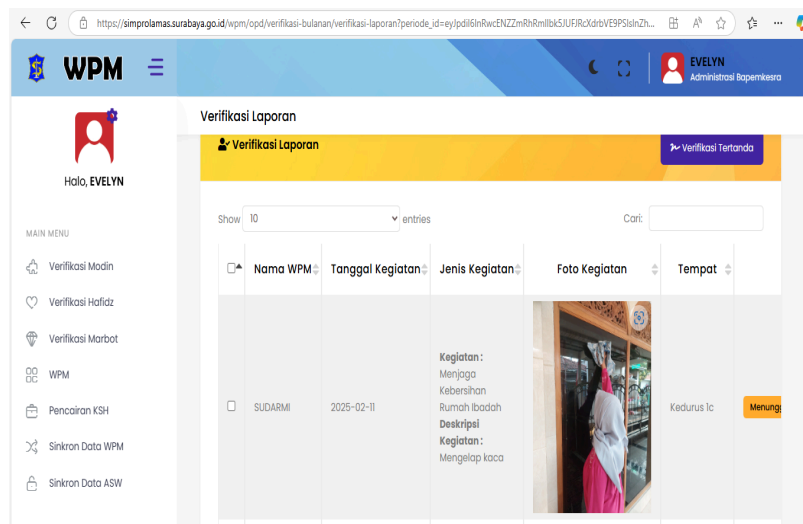 https://simprolamas.surabaya.go.id/wpm/opd/verifikasi-bulanan/verifikasi-laporan?periode_id=
WPM
EVELYN
Administrasi Bapemkesra
Halo, EVELYN
MAIN MENU
Verifikasi Modin
Verifikasi Hafidz
Verifikasi Marbot
WPM
Pencairan KSH
Sinkron Data WPM
Sinkron Data ASW
Verifikasi Laporan
Verifikasi Laporan
Verifikasi Tertanda
Show 10 entries
Cari:
Nama WPM Tanggal Kegiatan Jenis Kegiatan Foto Kegiatan Tempat
SUDARMI
2025-02-11
Kegiatan :
Menjaga
Kebersihan
Rumah Ibadah
Deskripsi
Kegiatan :
Mengelap kaca
Kedurus 1c
Menungg